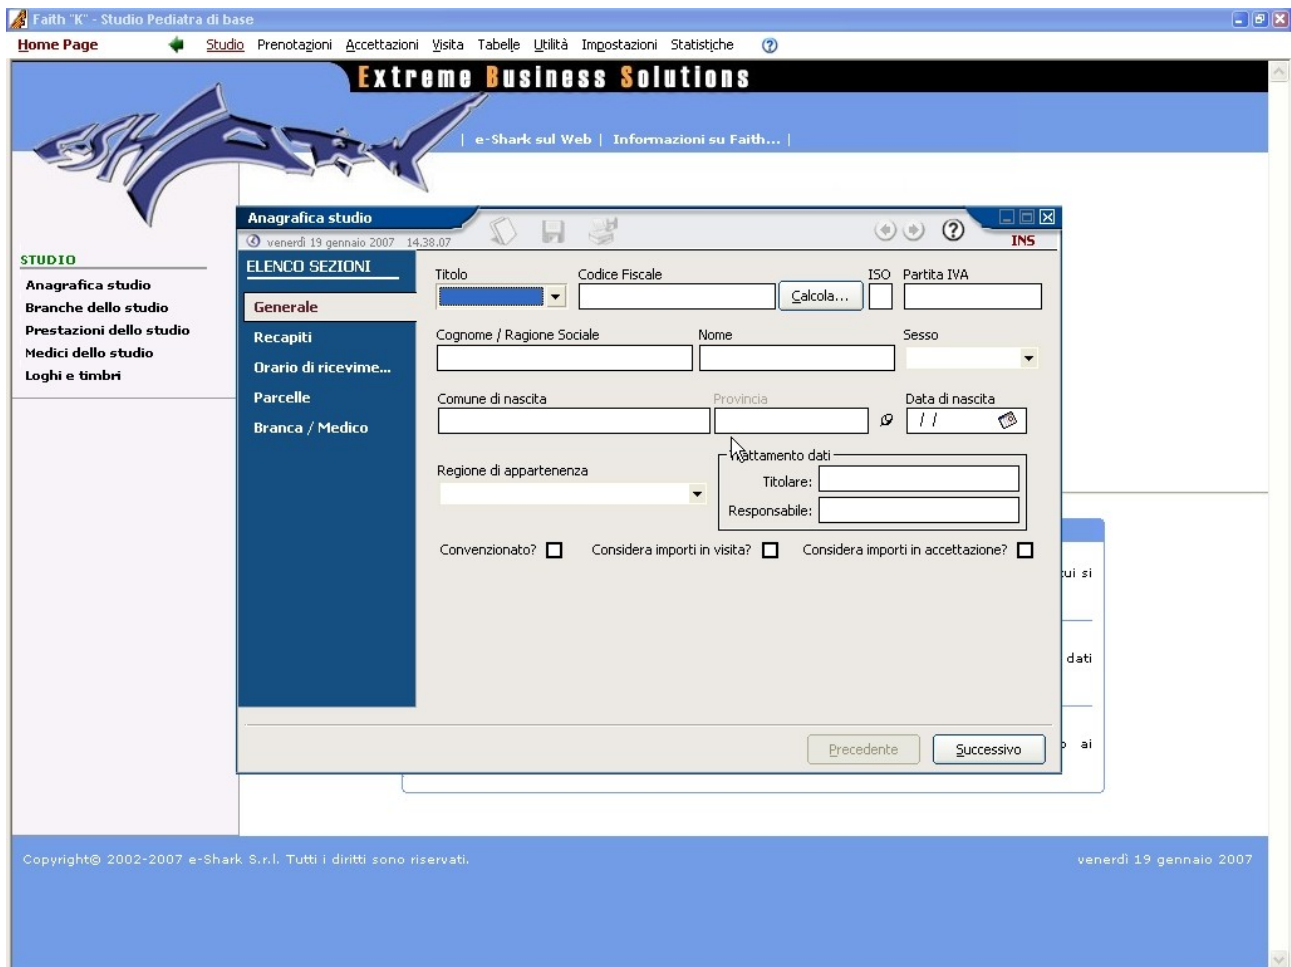 Faith "K" - Studio Pediatra di base
Home Page Studio Prenotazioni Accettazioni Visita Tabelle Utilità Impostazioni Statistiche ?
Extreme Business Solutions
eSHARK
| e-Shark sul Web | Informazioni su Faith... |
STUDIO
Anagrafica studio
Branche dello studio
Prestazioni dello studio
Medici dello studio
Loghi e timbri
Anagrafica studio
venerdì 19 gennaio 2007 14.38.07
?
INS
ELENCO SEZIONI
Generale
Recapiti
Orario di ricevime...
Parcelle
Branca / Medico
Titolo Codice Fiscale ISO Partita IVA
Calcola...
Cognome / Ragione Sociale Nome Sesso
Comune di nascita Provincia Data di nascita
/ /
Regione di appartenenza
Trattamento dati
Titolare:
Responsabile:
Convenzionato? Considera importi in visita? Considera importi in accettazione?
Precedente Successivo
cui si
dati
ai
Copyright© 2002-2007 e-Shark S.r.l. Tutti i diritti sono riservati.
venerdì 19 gennaio 2007